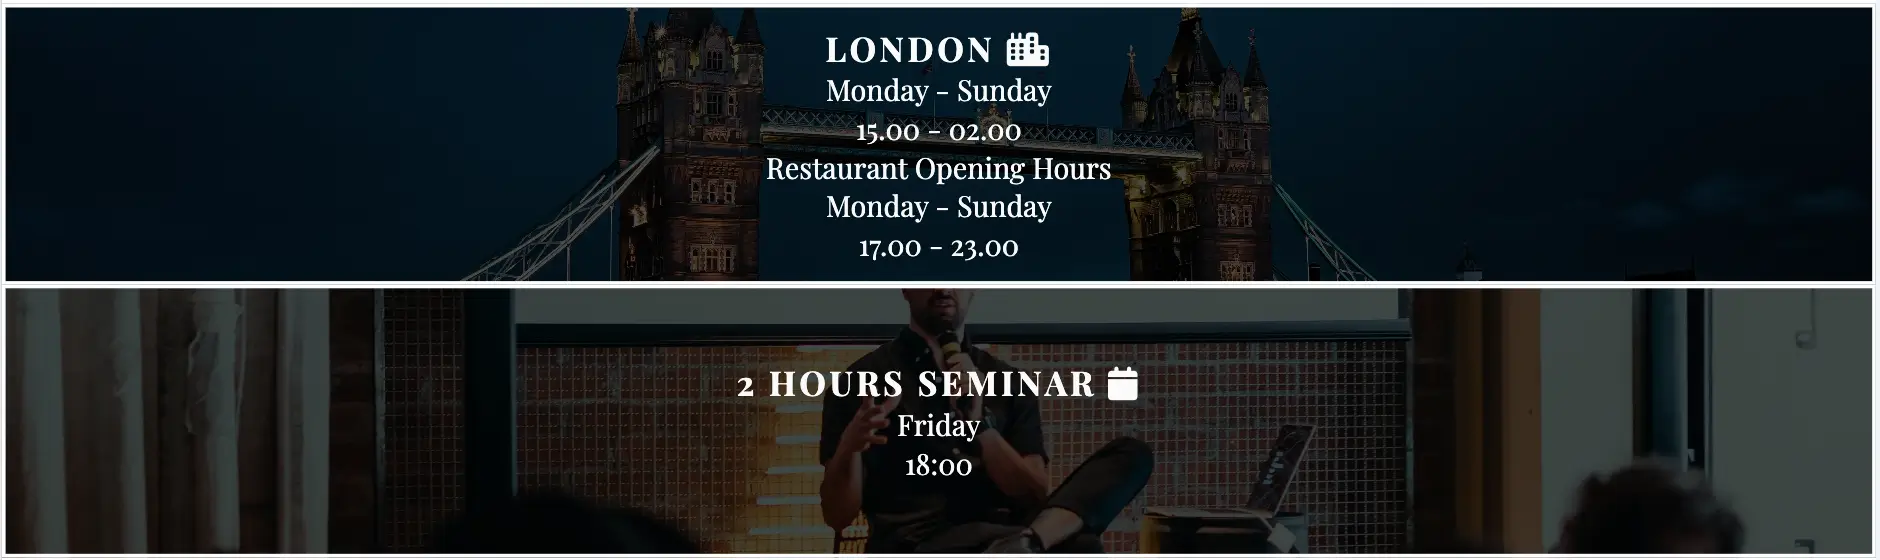 LONDON
Monday - Sunday
15.00 - 02.00
Restaurant Opening Hours
Monday - Sunday
17.00 - 23.00
2 HOURS SEMINAR
Friday
18:00